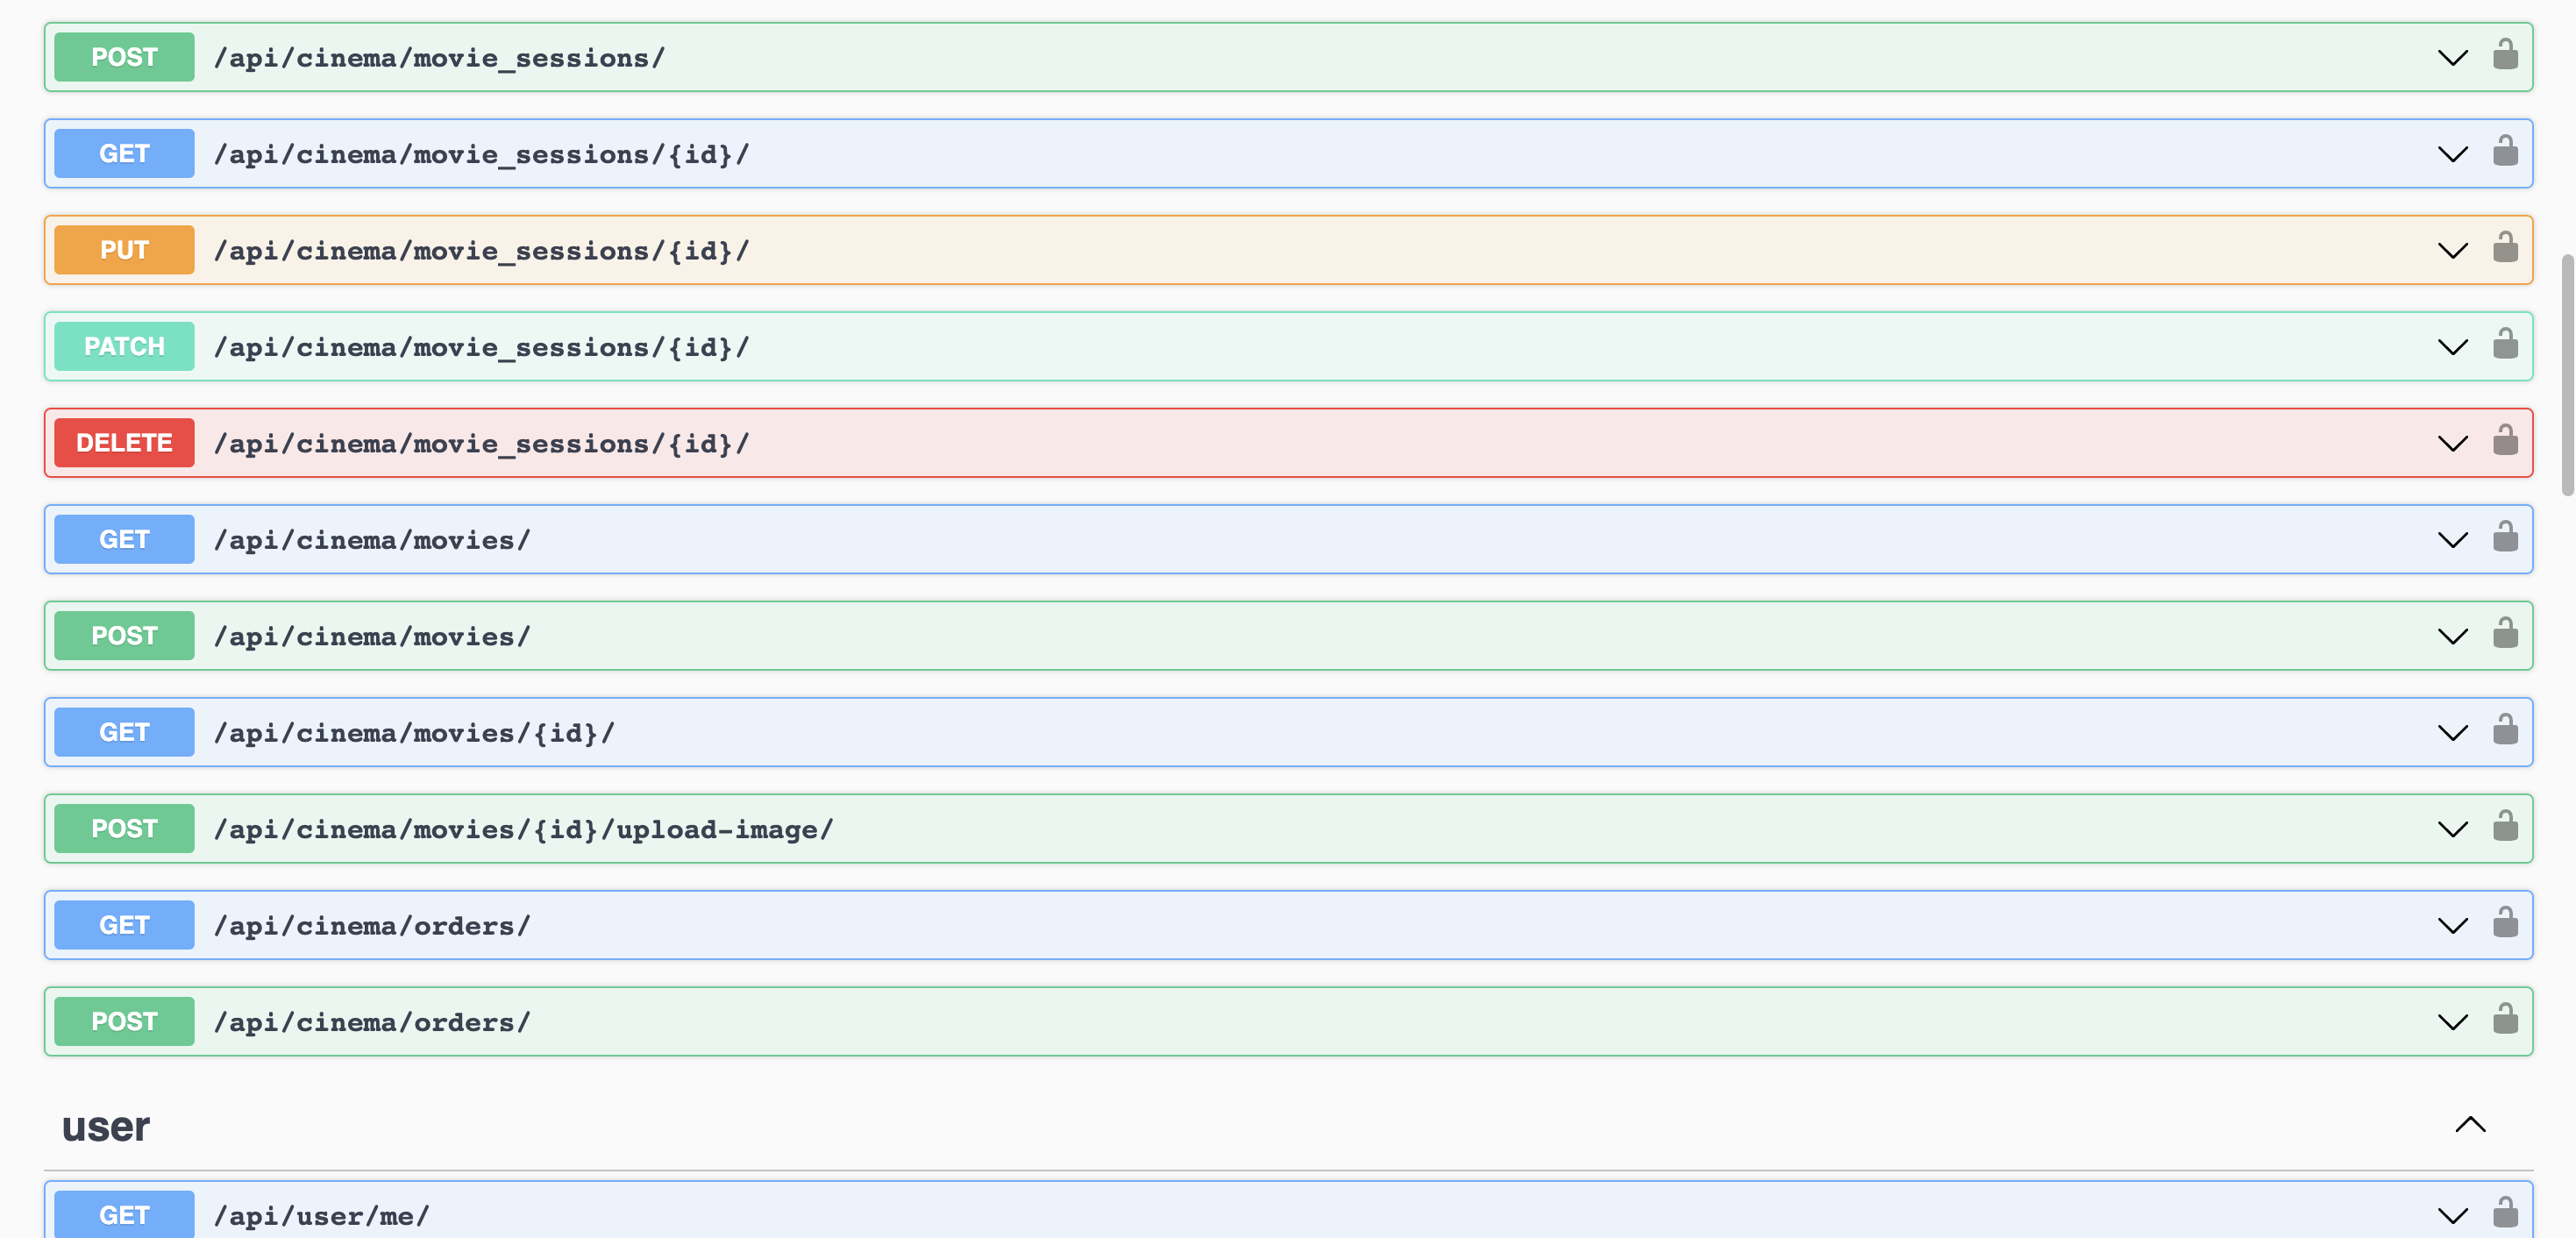 POST /api/cinema/movie_sessions/
GET /api/cinema/movie_sessions/{id}/
PUT /api/cinema/movie_sessions/{id}/
PATCH /api/cinema/movie_sessions/{id}/
DELETE /api/cinema/movie_sessions/{id}/
GET /api/cinema/movies/
POST /api/cinema/movies/
GET /api/cinema/movies/{id}/
POST /api/cinema/movies/{id}/upload-image/
GET /api/cinema/orders/
POST /api/cinema/orders/
user
GET /api/user/me/